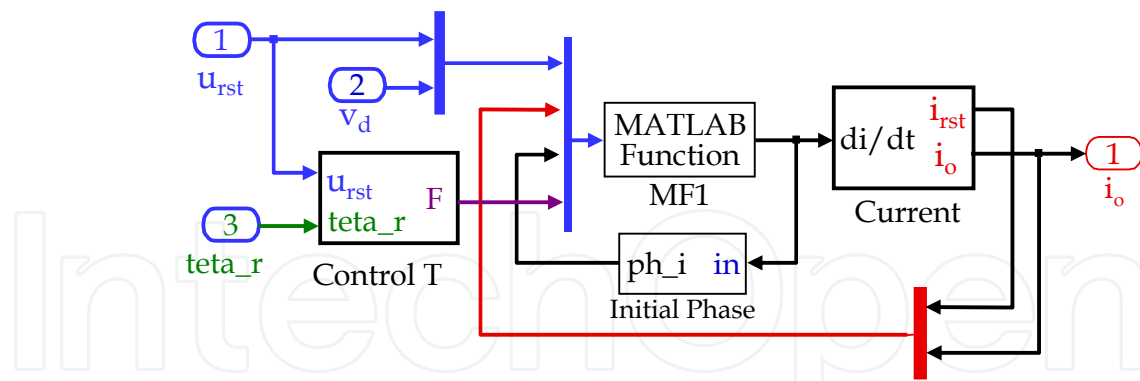 1
u_rst
2
v_d
MATLAB
Function
MF1
di/dt
i_rst
i_o
Current
1
i_o
u_rst
F
teta_r
Control T
3
teta_r
ph_i in
Initial Phase
IntechOpen